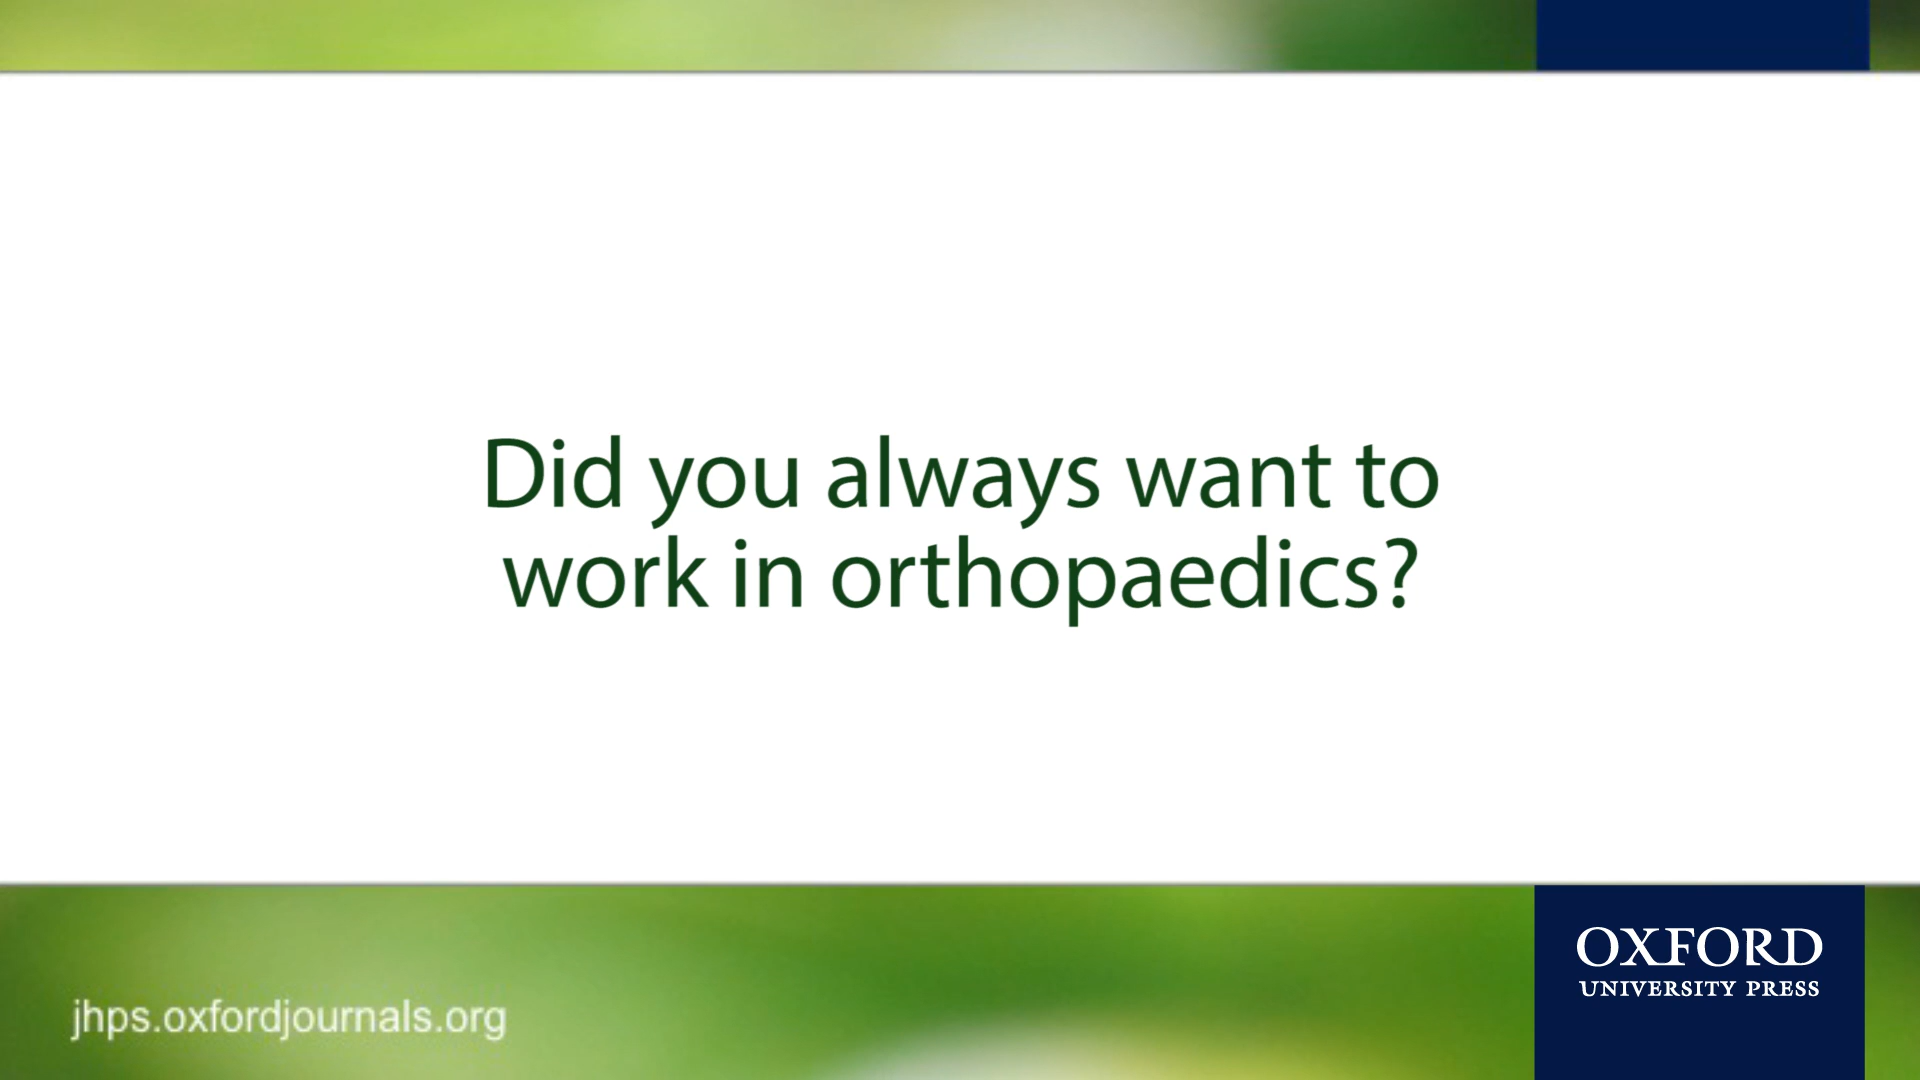 Did you always want to
work in orthopaedics?
jhps.oxfordjournals.org
OXFORD
UNIVERSITY PRESS